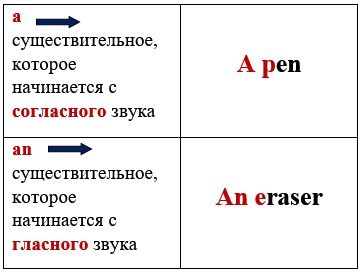 a
существительное,
которое
начинается с
согласного звука
A pen
an
существительное,
которое
начинается с
гласного звука
An eraser